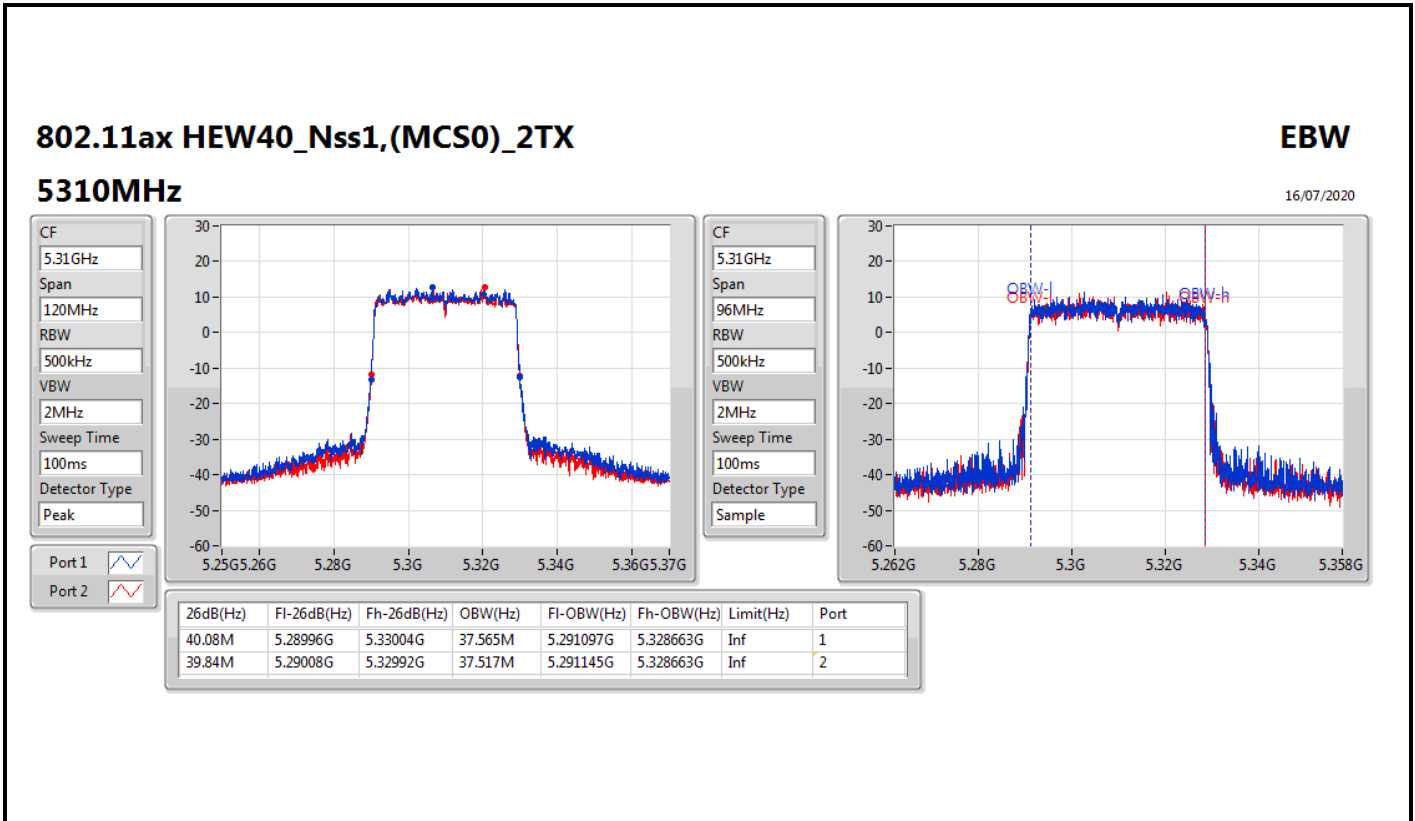 802.11ax HEW40_Nss1,(MCS0)_2TX
EBW
5310MHz
16/07/2020
CF
5.31GHz
Span
120MHz
RBW
500kHz
VBW
2MHz
Sweep Time
100ms
Detector Type
Peak
Port 1
Port 2
30
20
10
0
-10
-20
-30
-40
-50
-60
5.25G 5.26G 5.28G 5.3G 5.32G 5.34G 5.36G 5.37G
CF
5.31GHz
Span
96MHz
RBW
500kHz
VBW
2MHz
Sweep Time
100ms
Detector Type
Sample
30
20
10
0
-10
-20
-30
-40
-50
-60
OBW-l
OBW-l
OBW-h
5.262G 5.28G 5.3G 5.32G 5.34G 5.358G
26dB(Hz) Fl-26dB(Hz) Fh-26dB(Hz) OBW(Hz) Fl-OBW(Hz) Fh-OBW(Hz) Limit(Hz) Port
40.08M 5.28996G 5.33004G 37.565M 5.291097G 5.328663G Inf 1
39.84M 5.29008G 5.32992G 37.517M 5.291145G 5.328663G Inf 2